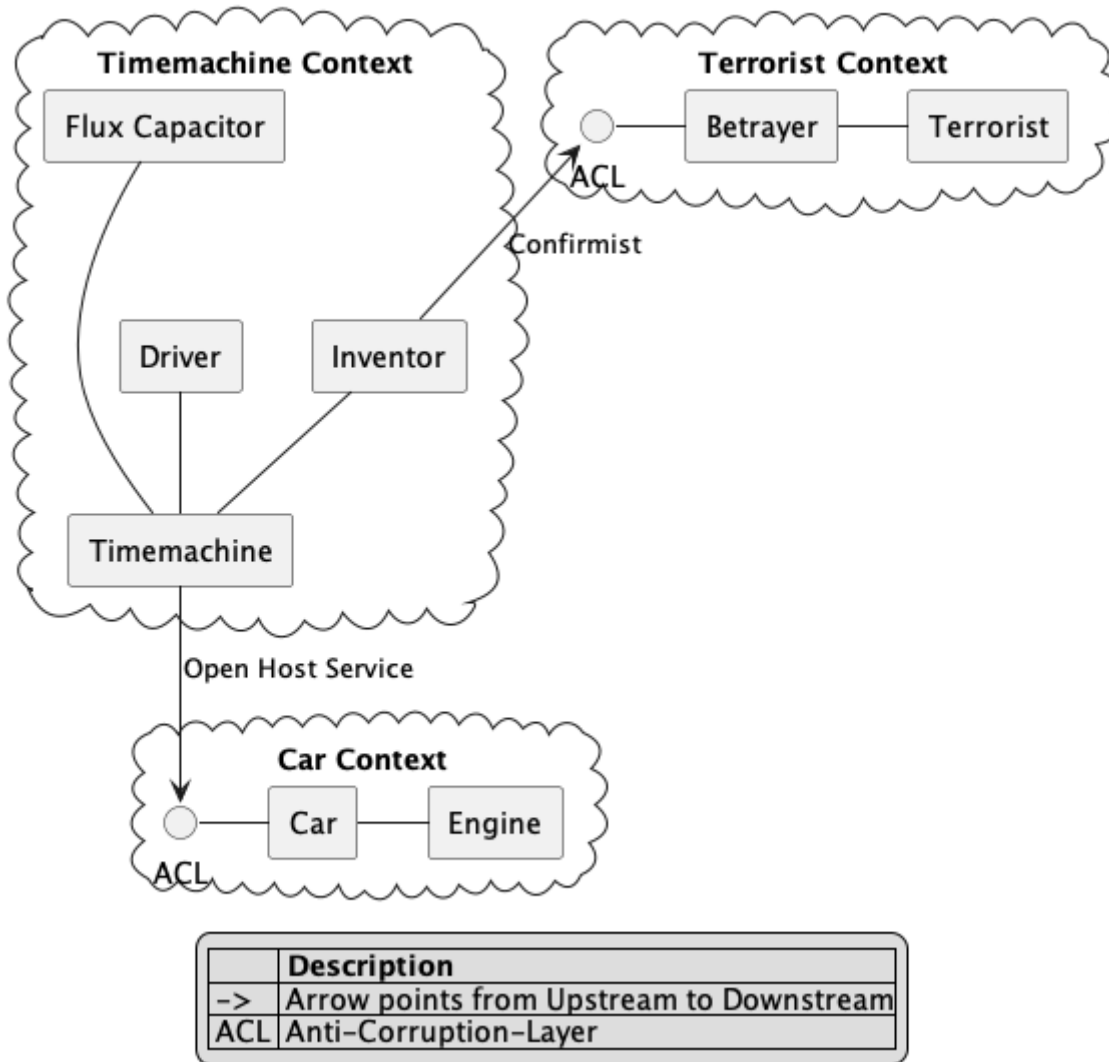 Timemachine Context
Terrorist Context
Flux Capacitor
Betrayer
Terrorist
ACL
Confirmist
Driver
Inventor
Timemachine
Open Host Service
Car Context
Car
Engine
ACL
Description
-> Arrow points from Upstream to Downstream
ACL Anti-Corruption-Layer